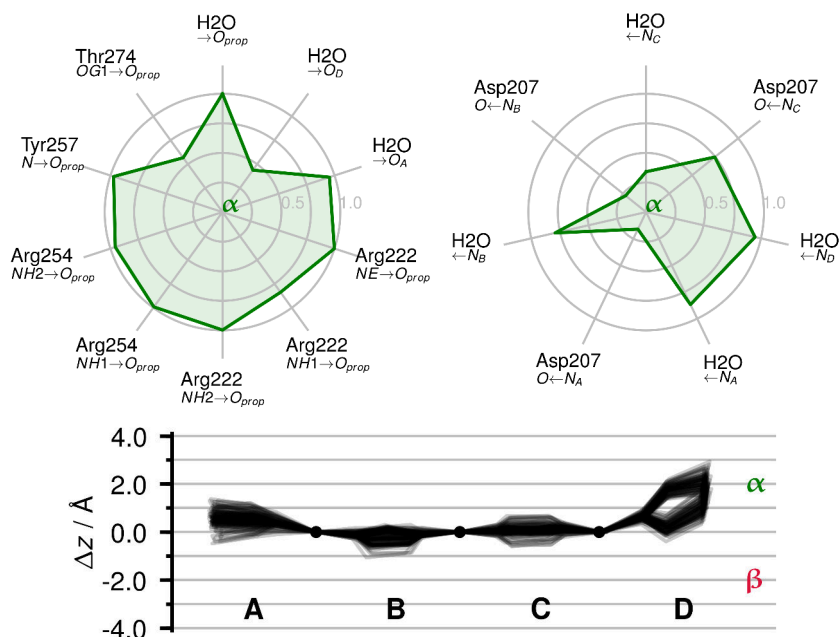 H2O
→O_prop
H2O
→O_D
H2O
→O_A
Arg222
NE→O_prop
Arg222
NH1→O_prop
Arg222
NH2→O_prop
Arg254
NH1→O_prop
Arg254
NH2→O_prop
Tyr257
N→O_prop
Thr274
OG1→O_prop
α
0.5
1.0
H2O
←N_C
Asp207
O←N_C
H2O
←N_D
H2O
←N_A
Asp207
O←N_A
H2O
←N_B
Asp207
O←N_B
α
0.5
1.0
Δz / Å
4.0
2.0
0.0
-2.0
-4.0
α
β
A B C D